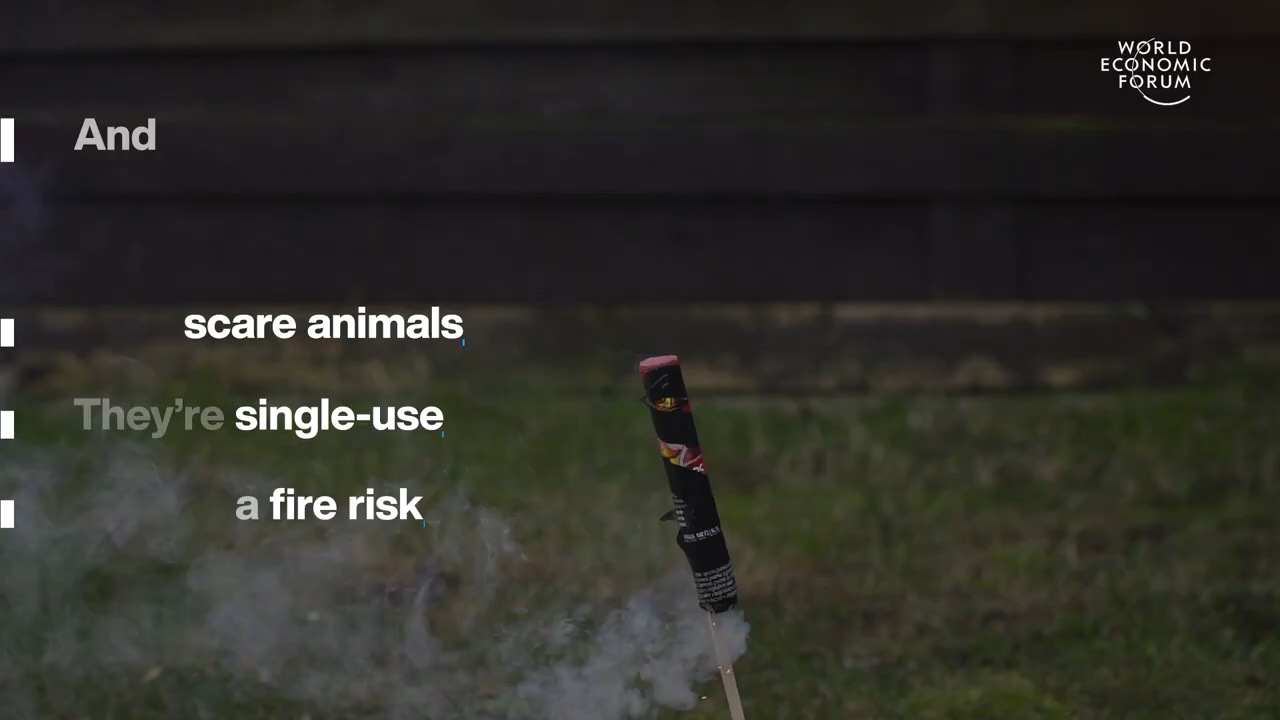 WORLD
ECONOMIC
FORUM
And
scare animals
They’re single-use
a fire risk